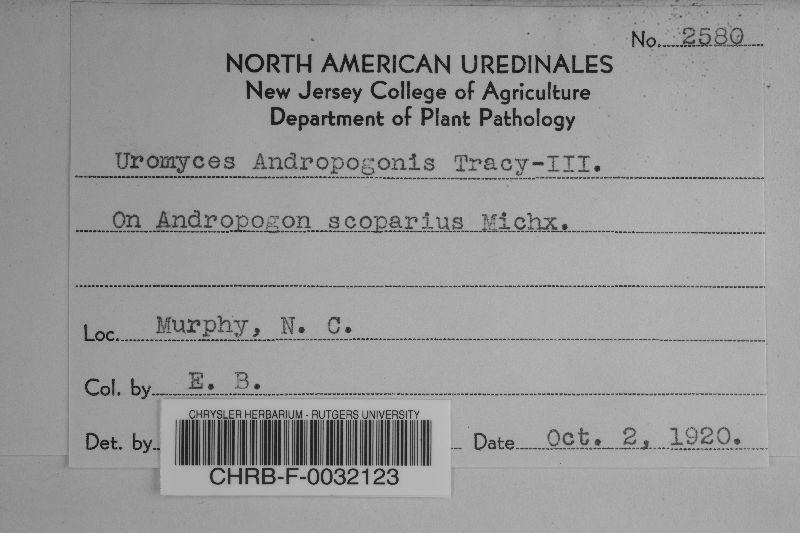 No. 2580
NORTH AMERICAN UREDINALES
New Jersey College of Agriculture
Department of Plant Pathology
Uromyces Andropogonis Tracy-III.
On Andropogon scoparius Michx.
Loc. Murphy, N. C.
Col. by E. B.
Det. by Date Oct. 2, 1920.
CHRYSLER HERBARIUM - RUTGERS UNIVERSITY
CHRB-F-0032123